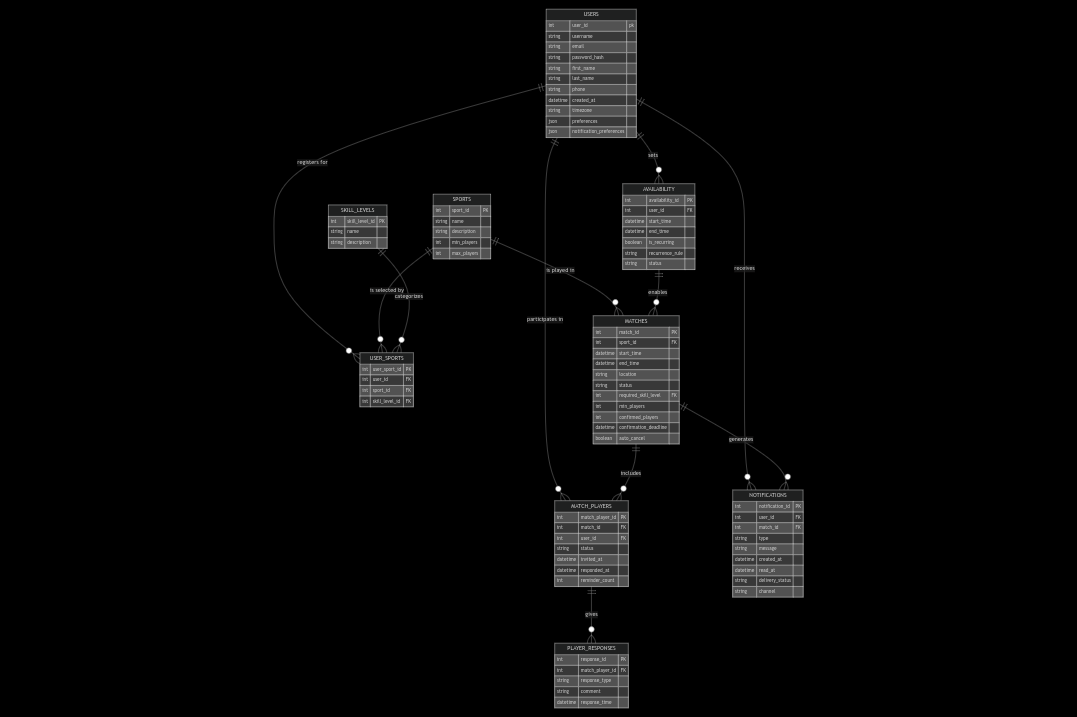 USERS
int user_id pk
string username
string email
string password_hash
string first_name
string last_name
string phone
datetime created_at
string timezone
json preferences
json notification_preferences
sets
registers for
AVAILABILITY
int availability_id PK
int user_id FK
datetime start_time
datetime end_time
boolean is_recurring
string recurrence_rule
string status
SPORTS
int sport_id PK
string name
string description
int min_players
int max_players
SKILL_LEVELS
int skill_level_id PK
string name
string description
is played in
receives
is selected by
categorizes
enables
participates in
MATCHES
int match_id PK
int sport_id FK
datetime start_time
datetime end_time
string location
string status
int required_skill_level FK
int min_players
int confirmed_players
datetime confirmation_deadline
boolean auto_cancel
USER_SPORTS
int user_sport_id PK
int user_id FK
int sport_id FK
int skill_level_id FK
generates
includes
NOTIFICATIONS
int notification_id PK
int user_id FK
int match_id FK
string type
string message
datetime created_at
datetime read_at
string delivery_status
string channel
MATCH_PLAYERS
int match_player_id PK
int match_id FK
int user_id FK
string status
datetime invited_at
datetime responded_at
int reminder_count
gives
PLAYER_RESPONSES
int response_id PK
int match_player_id FK
string response_type
string comment
datetime response_time